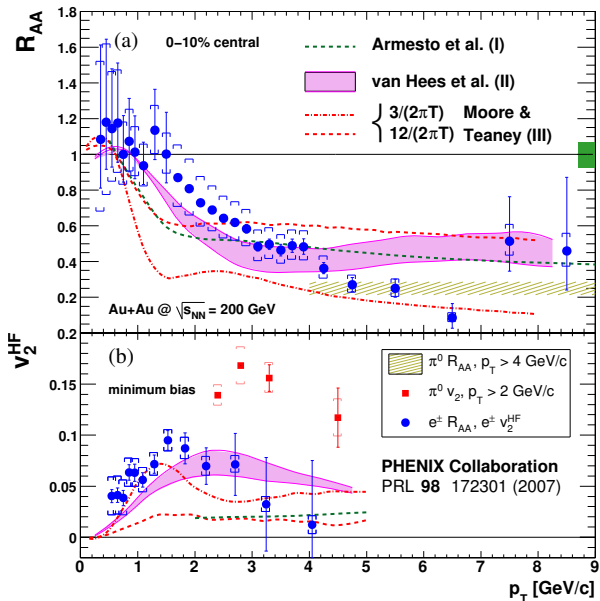 R_AA
1.8
1.6
1.4
1.2
1
0.8
0.6
0.4
0.2
(a)
0-10% central
Armesto et al. (I)
van Hees et al. (II)
3/(2πT) Moore &
12/(2πT) Teaney (III)
Au+Au @ √s_NN = 200 GeV
v_2^HF
0.2
0.15
0.1
0.05
0
(b)
minimum bias
π⁰ R_AA, p_T > 4 GeV/c
π⁰ v_2, p_T > 2 GeV/c
e± R_AA, e± v_2^HF
PHENIX Collaboration
PRL 98 172301 (2007)
0 1 2 3 4 5 6 7 8 9
p_T [GeV/c]